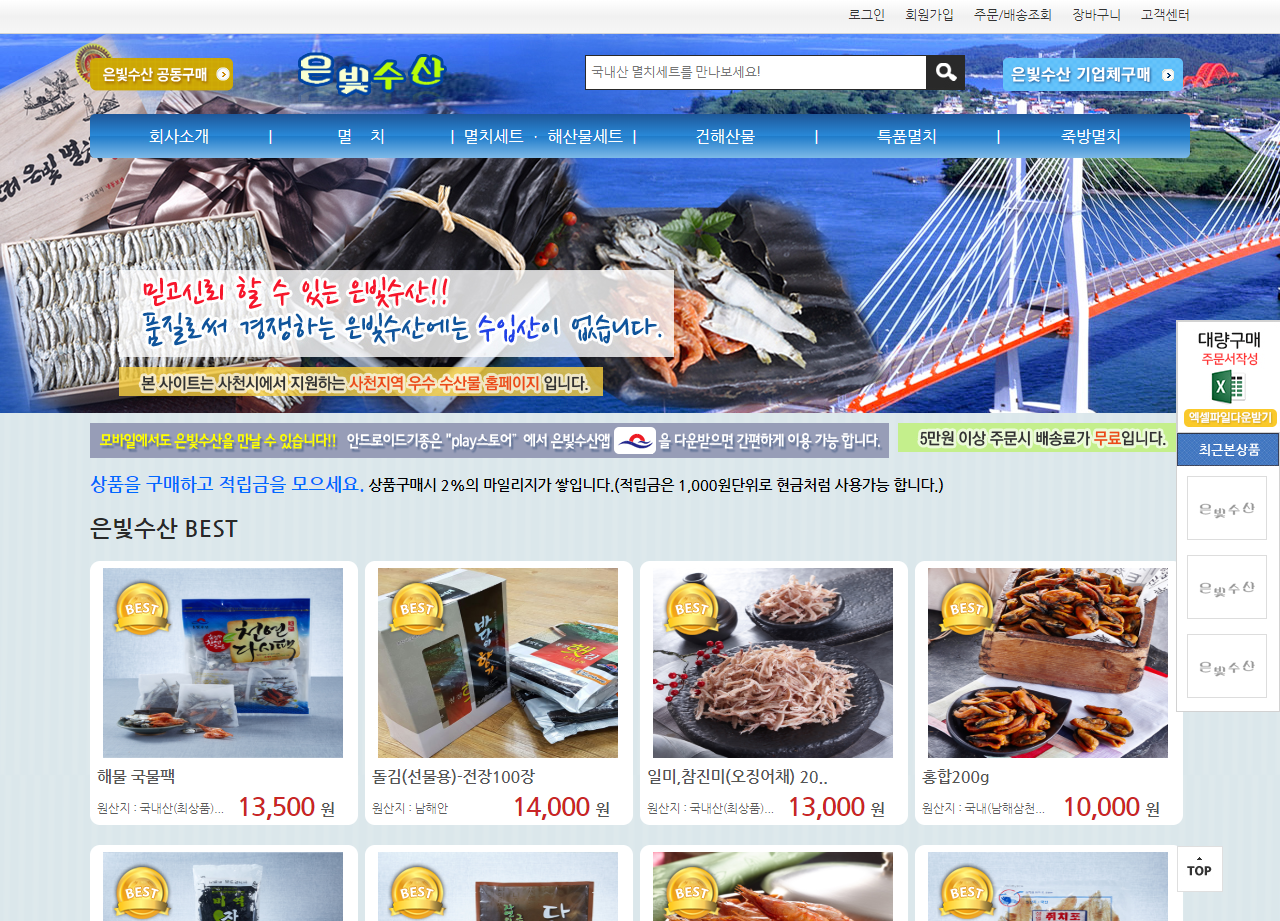 로그인 회원가입 주문/배송조회 장바구니 고객센터
은빛수산 공동구매
은빛수산
국내산 멸치세트를 만나보세요!
은빛수산 기업체구매
회사소개 | 멸 치 | 멸치세트 · 해산물세트 | 건해산물 | 특품멸치 | 죽방멸치
믿고신뢰 할 수 있는 은빛수산!!
품질로써 경쟁하는 은빛수산에는 수입산이 없습니다.
본 사이트는 사천시에서 지원하는 사천지역 우수 수산물 홈페이지 입니다.
대량구매
주문서작성
엑셀파일다운받기
최근본상품
은빛수산
은빛수산
은빛수산
모바일에서도 은빛수산을 만날 수 있습니다!! 안드로이드기종은 "play스토어" 에서 은빛수산앱 을 다운받으면 간편하게 이용 가능 합니다.
5만원 이상 주문시 배송료가 무료입니다.
상품을 구매하고 적립금을 모으세요. 상품구매시 2%의 마일리지가 쌓입니다.(적립금은 1,000원단위로 현금처럼 사용가능 합니다.)
은빛수산 BEST
BEST
천연
다시팩
해물 국물팩
원산지 : 국내산(최상품)... 13,500 원
BEST
돌김(선물용)-전장100장
원산지 : 남해안 14,000 원
BEST
일미,참진미(오징어채) 20..
원산지 : 국내산(최상품)... 13,000 원
BEST
홍합200g
원산지 : 국내(남해삼천... 10,000 원
BEST
BEST
BEST
BEST
쥐치포
TOP